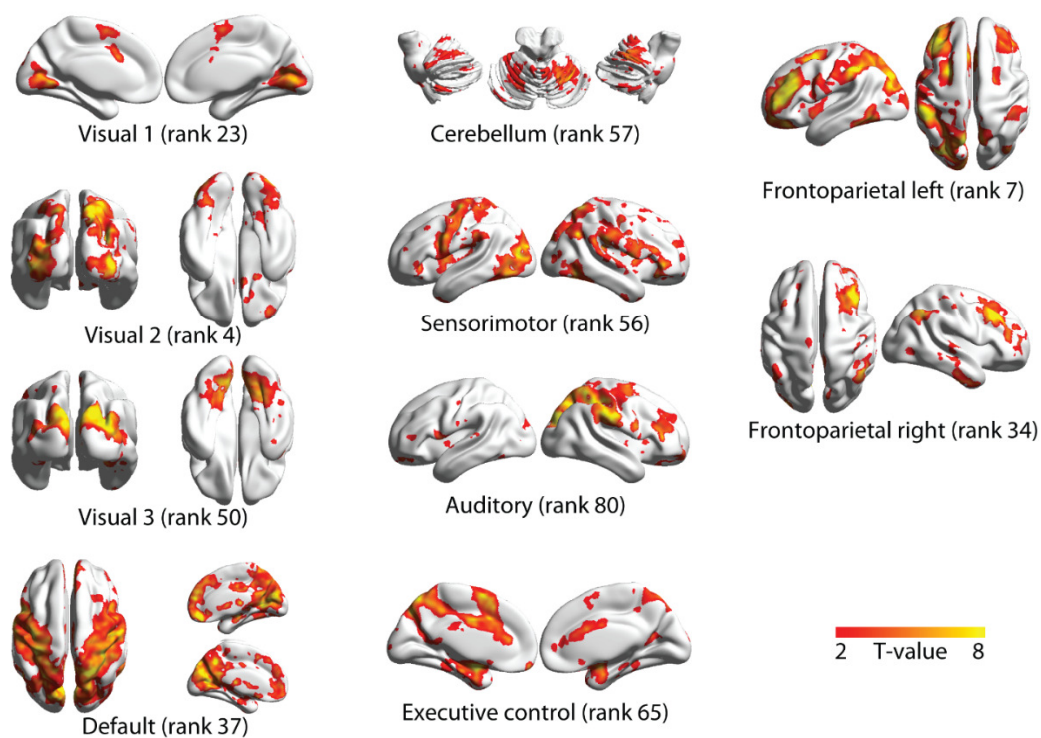 Visual 1 (rank 23)
Cerebellum (rank 57)
Frontoparietal left (rank 7)
Visual 2 (rank 4)
Sensorimotor (rank 56)
Frontoparietal right (rank 34)
Visual 3 (rank 50)
Auditory (rank 80)
Default (rank 37)
Executive control (rank 65)
2 T-value 8